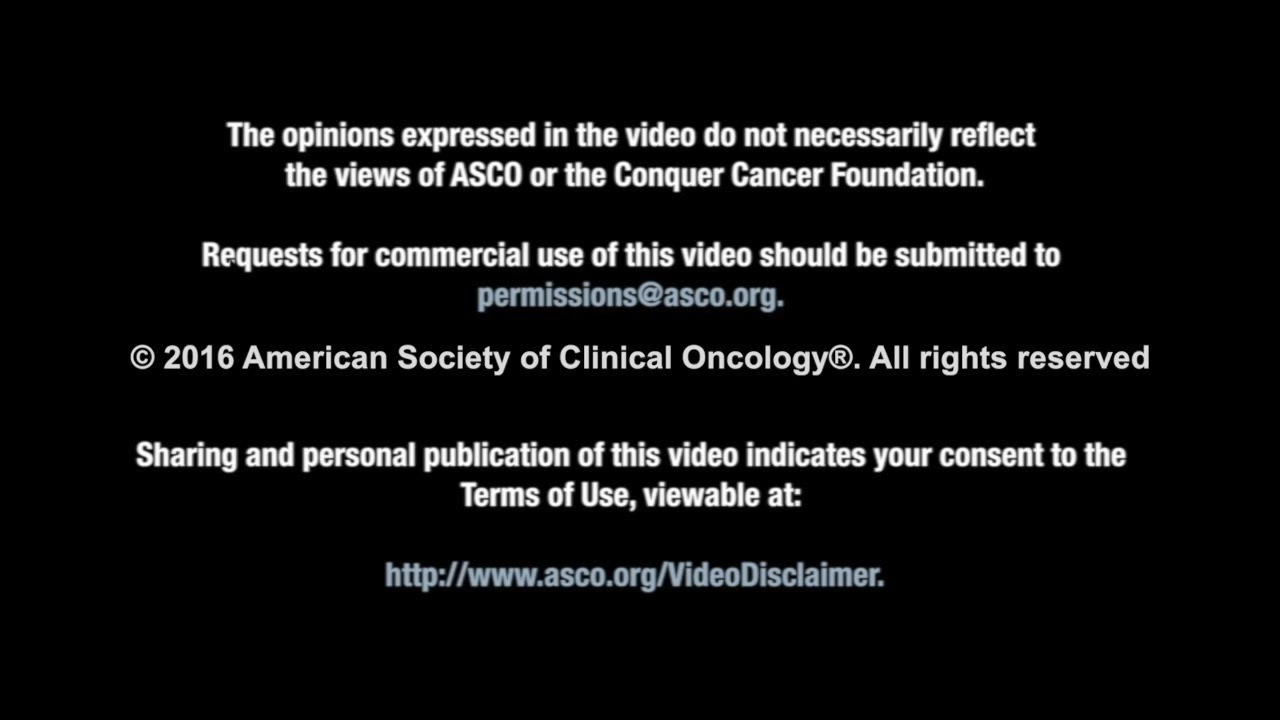 The opinions expressed in the video do not necessarily reflect
the views of ASCO or the Conquer Cancer Foundation.
Requests for commercial use of this video should be submitted to
permissions@asco.org.
© 2016 American Society of Clinical Oncology®. All rights reserved
Sharing and personal publication of this video indicates your consent to the
Terms of Use, viewable at:
http://www.asco.org/VideoDisclaimer.